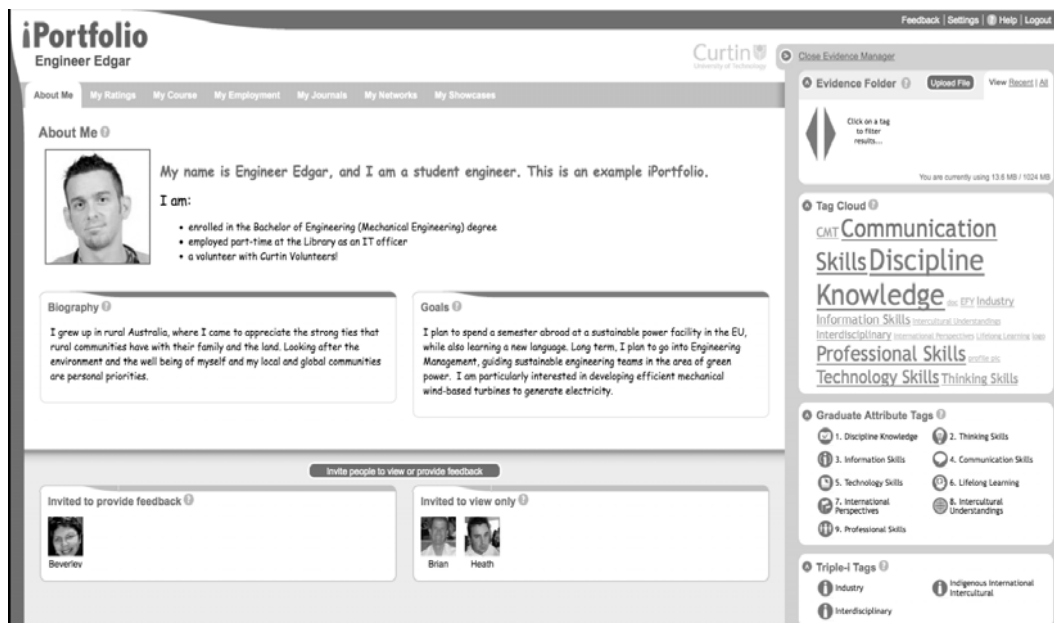 Feedback | Settings | Help | Logout
iPortfolio
Engineer Edgar
Curtin
University of Technology
Close Evidence Manager
About Me My Ratings My Course My Employment My Journals My Networks My Showcases
Evidence Folder Upload File View Recent | All
Click on a tag
to filter
results...
You are currently using 13.6 MB / 1024 MB
About Me
My name is Engineer Edgar, and I am a student engineer. This is an example iPortfolio.
I am:
• enrolled in the Bachelor of Engineering (Mechanical Engineering) degree
• employed part-time at the Library as an IT officer
• a volunteer with Curtin Volunteers!
Biography
I grew up in rural Australia, where I came to appreciate the strong ties that
rural communities have with their family and the land. Looking after the
environment and the well being of myself and my local and global communities
are personal priorities.
Goals
I plan to spend a semester abroad at a sustainable power facility in the EU,
while also learning a new language. Long term, I plan to go into Engineering
Management, guiding sustainable engineering teams in the area of green
power. I am particularly interested in developing efficient mechanical
wind-based turbines to generate electricity.
Invite people to view or provide feedback
Invited to provide feedback
Beverley
Invited to view only
Brian Heath
Tag Cloud
CMT Communication
Skills Discipline
Knowledge doc EFY Industry
Information Skills Intercultural Understandings
Interdisciplinary International Perspectives Lifelong Learning logo
Professional Skills profile pic
Technology Skills Thinking Skills
Graduate Attribute Tags
1. Discipline Knowledge 2. Thinking Skills
3. Information Skills 4. Communication Skills
5. Technology Skills 6. Lifelong Learning
7. International
Perspectives
8. Intercultural
Understandings
9. Professional Skills
Triple-i Tags
Industry
Indigenous International
Intercultural
Interdisciplinary